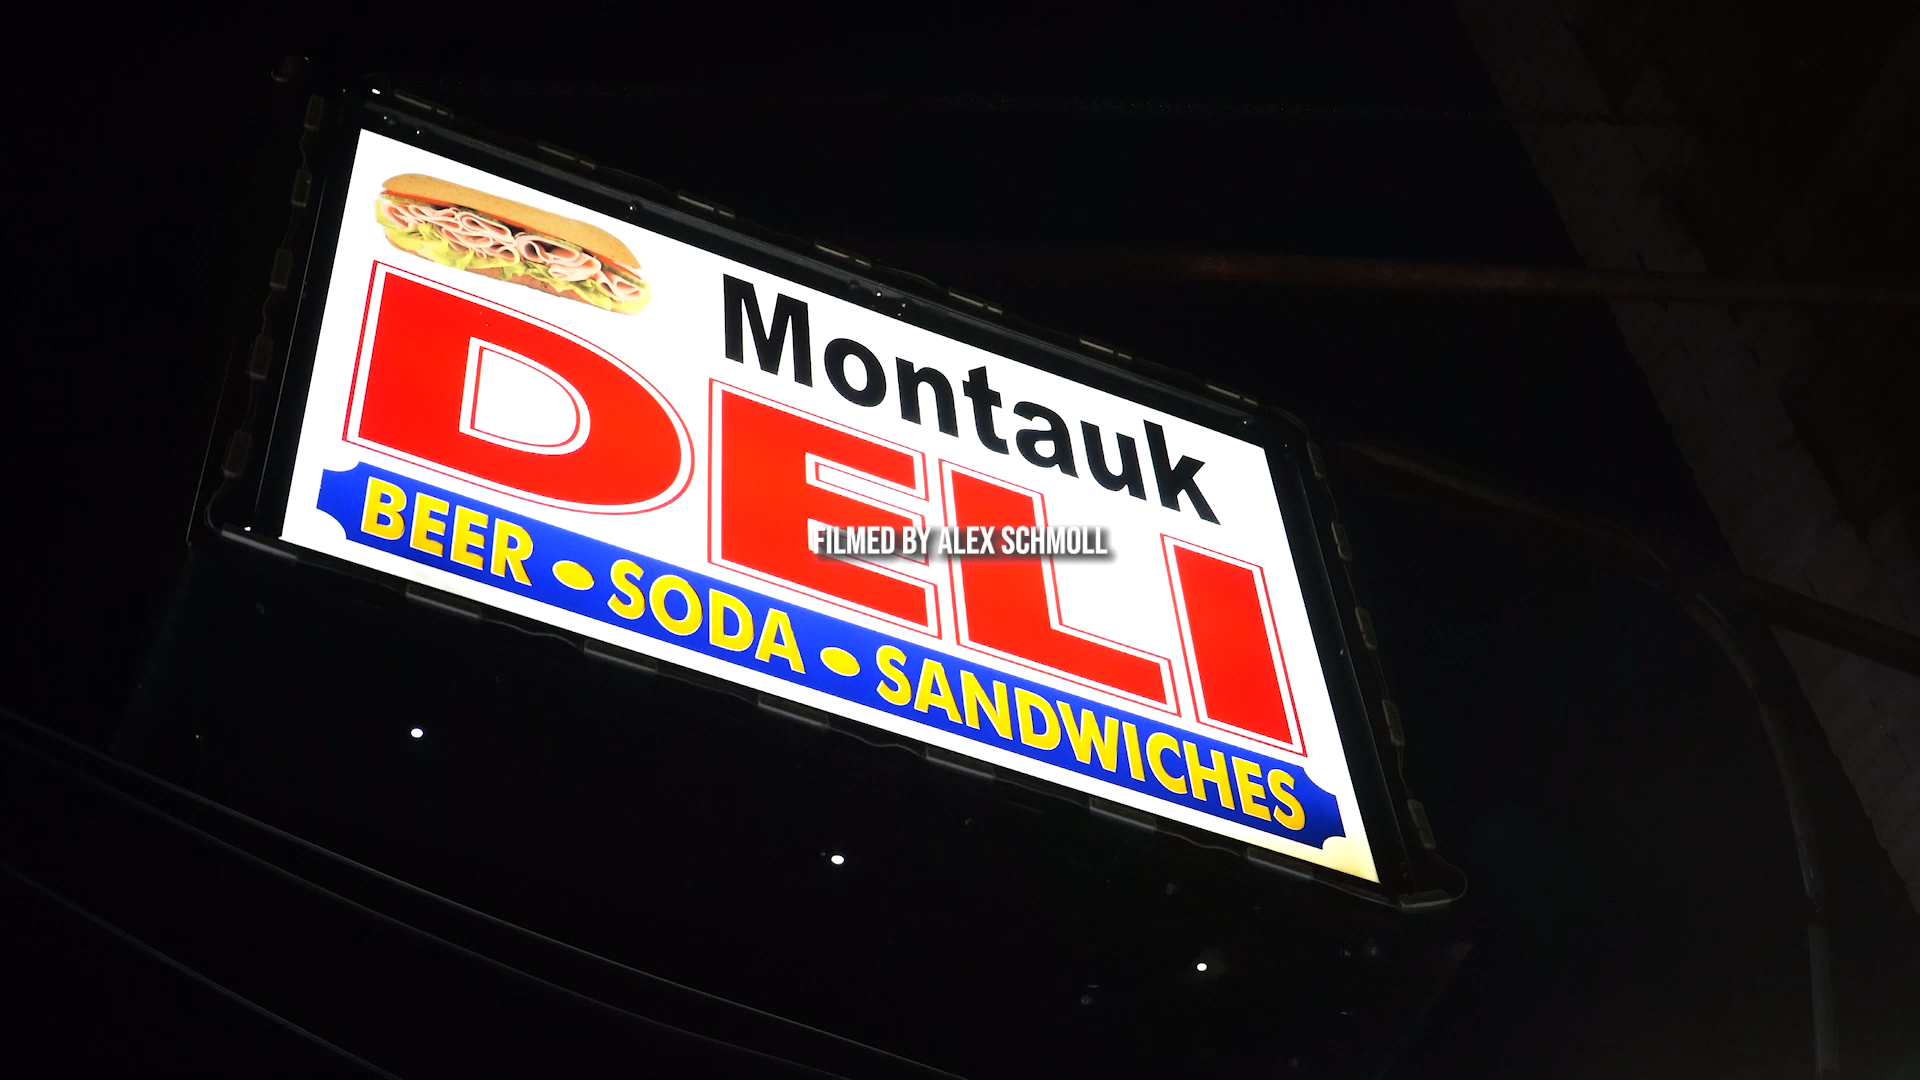 Montauk
DELI
FILMED BY ALEX SCHMOLL
BEER • SODA • SANDWICHES